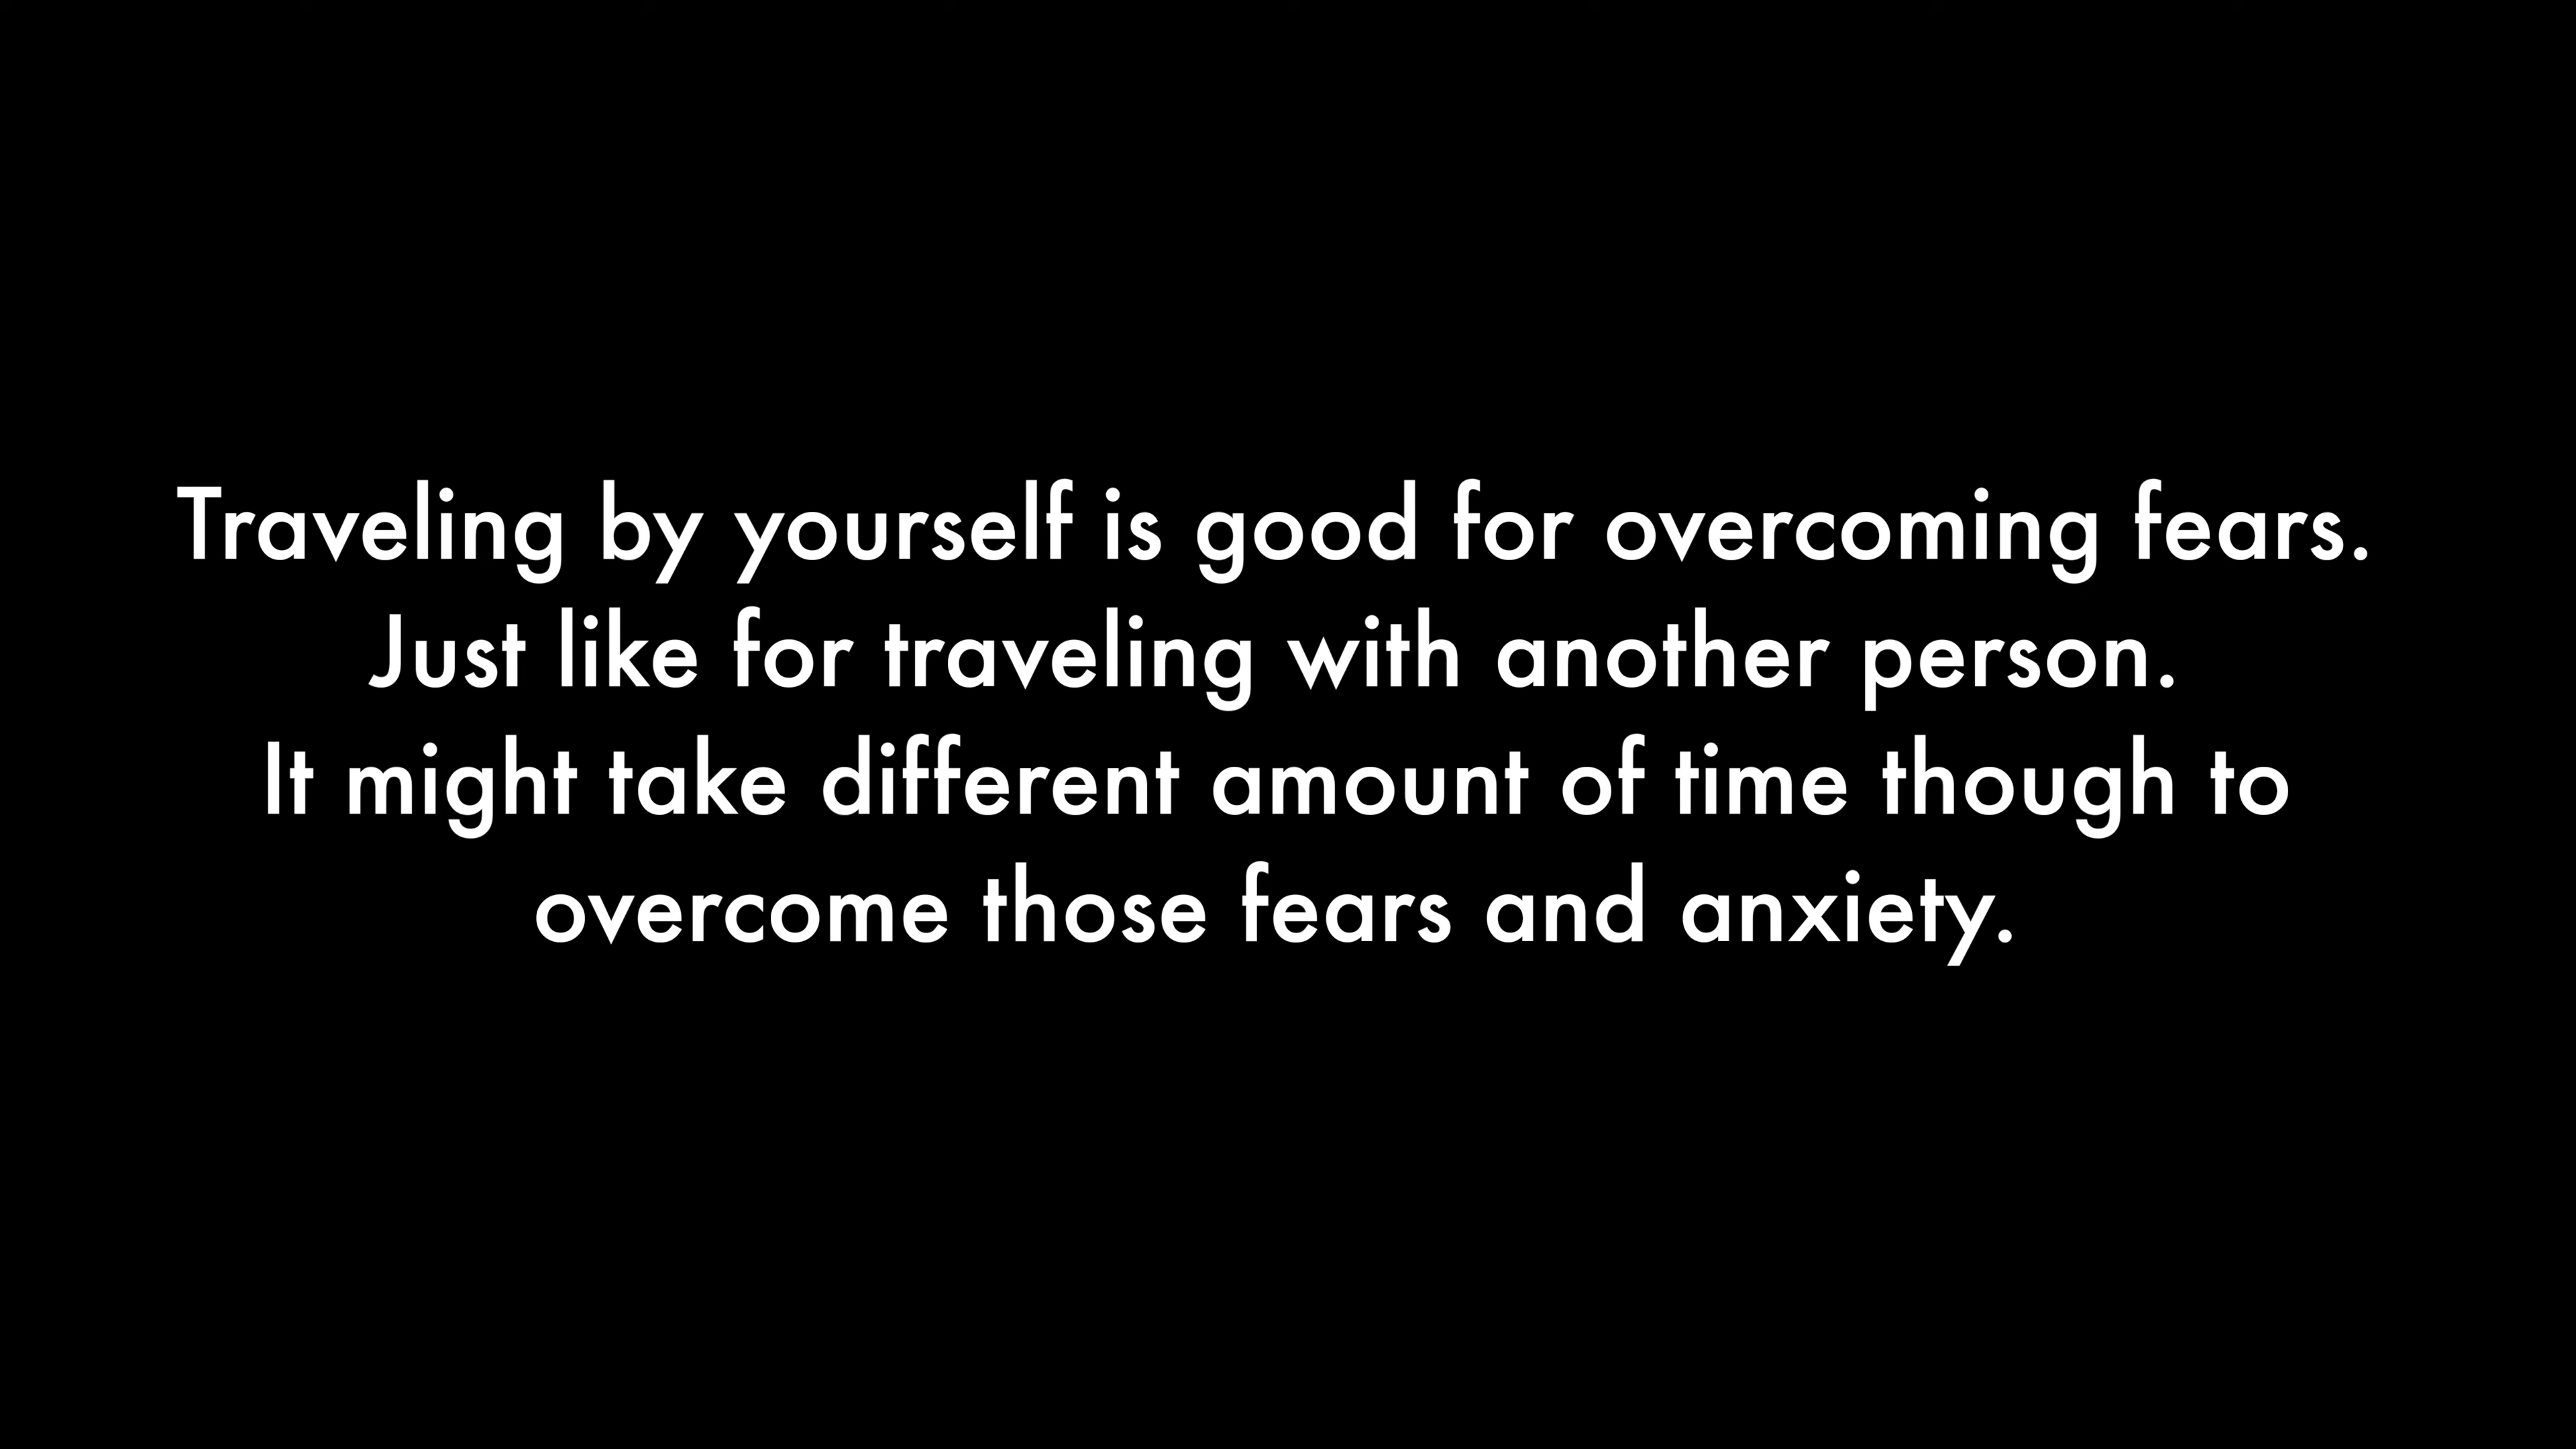 Traveling by yourself is good for overcoming fears.
Just like for traveling with another person.
It might take different amount of time though to
overcome those fears and anxiety.